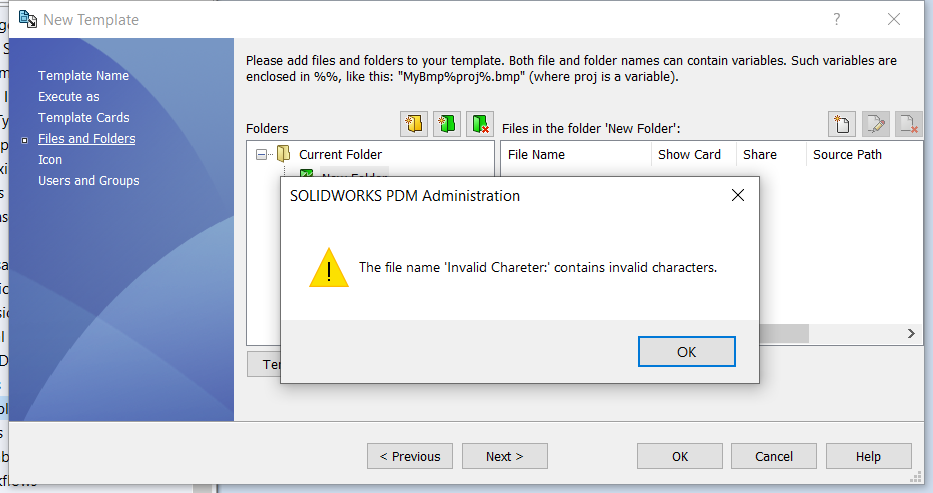 New Template
?
Please add files and folders to your template. Both file and folder names can contain variables. Such variables are
enclosed in %%, like this: "MyBmp%proj%.bmp" (where proj is a variable).
Template Name
Execute as
Template Cards
Files and Folders
Icon
Users and Groups
Folders
Files in the folder 'New Folder':
Current Folder
New Folder
File Name
Show Card
Share
Source Path
SOLIDWORKS PDM Administration
The file name 'Invalid Chareter:' contains invalid characters.
OK
< Previous
Next >
OK
Cancel
Help